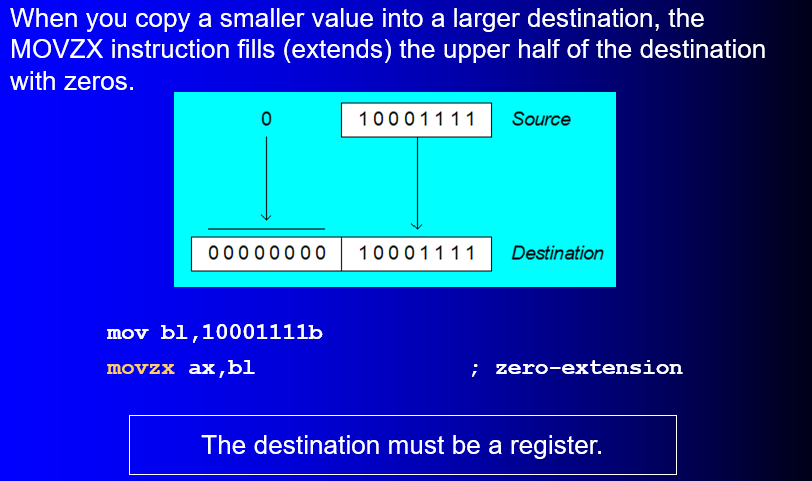 When you copy a smaller value into a larger destination, the
MOVZX instruction fills (extends) the upper half of the destination
with zeros.
0 10001111 Source
00000000 10001111 Destination
mov bl,10001111b
movzx ax,bl ; zero-extension
The destination must be a register.